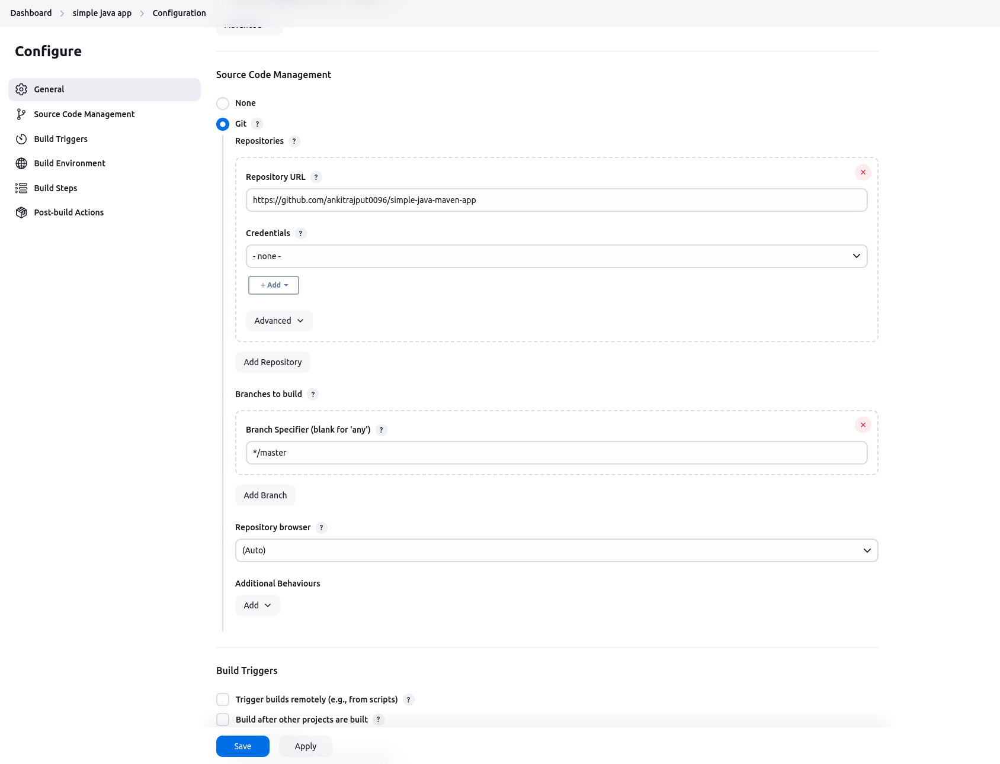 Dashboard > simple java app > Configuration
Configure
General
Source Code Management
Build Triggers
Build Environment
Build Steps
Post-build Actions
Source Code Management
None
Git ?
Repositories ?
Repository URL ?
https://github.com/ankitrajput0096/simple-java-maven-app
Credentials ?
- none -
+ Add
Advanced
Add Repository
Branches to build ?
Branch Specifier (blank for 'any') ?
*/master
Add Branch
Repository browser ?
(Auto)
Additional Behaviours
Add
Build Triggers
Trigger builds remotely (e.g., from scripts) ?
Build after other projects are built ?
Save Apply